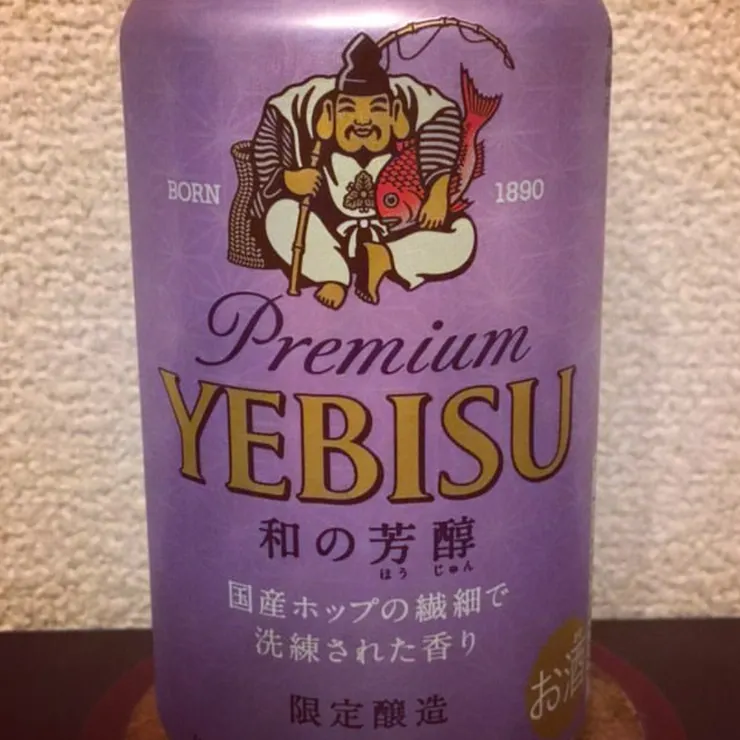 BORN 1890
Premium
YEBISU
和の芳醇
ほう じゅん
国産ホップの繊細で
洗練された香り
限定醸造
お酒